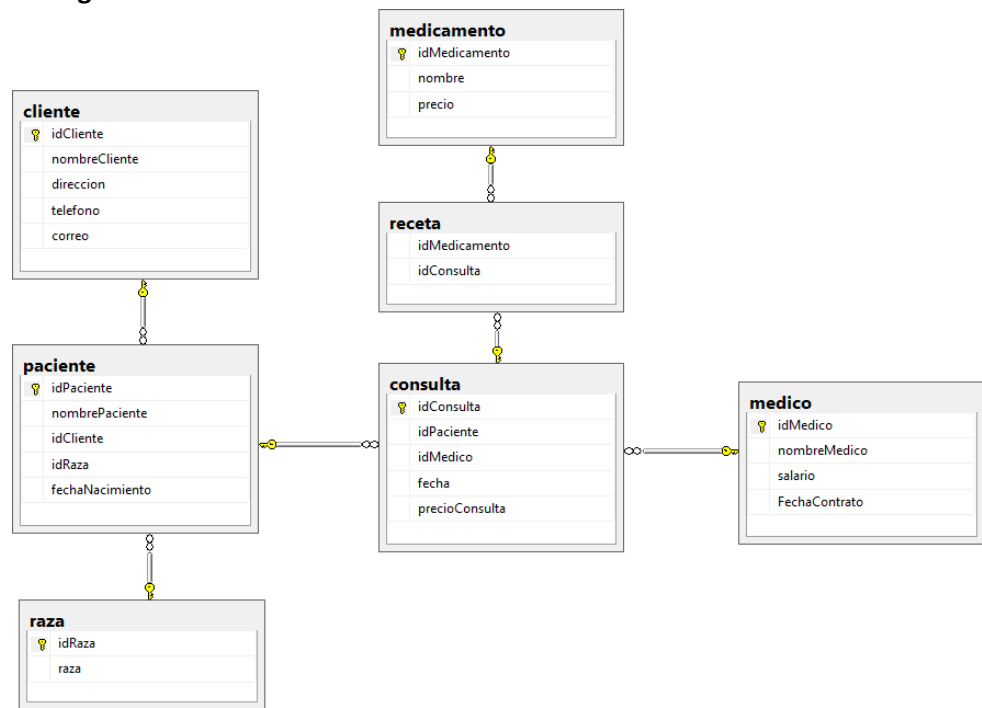 medicamento
idMedicamento
nombre
precio
cliente
idCliente
nombreCliente
direccion
telefono
correo
receta
idMedicamento
idConsulta
paciente
idPaciente
nombrePaciente
idCliente
idRaza
fechaNacimiento
consulta
idConsulta
idPaciente
idMedico
fecha
precioConsulta
medico
idMedico
nombreMedico
salario
FechaContrato
raza
idRaza
raza